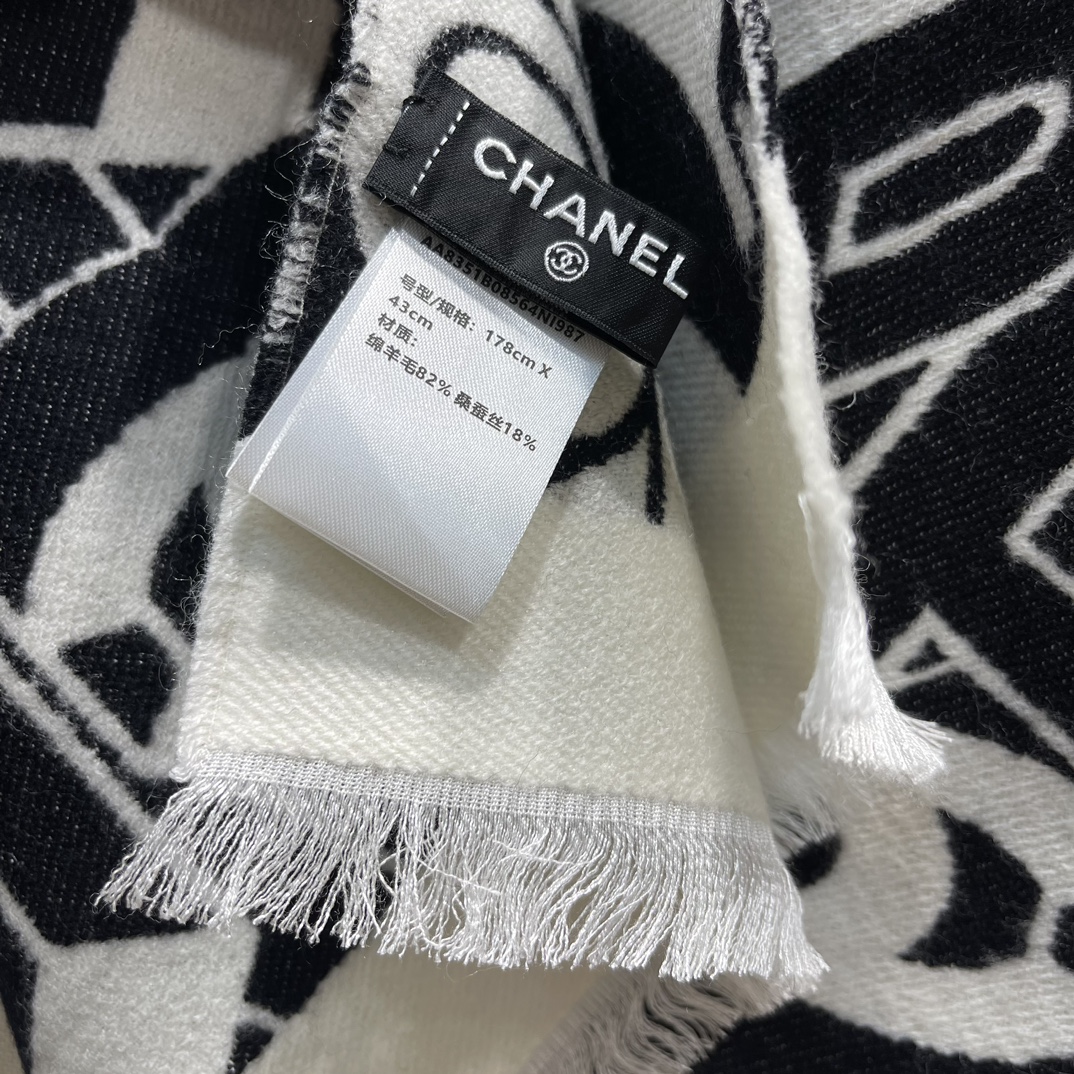 CHANEL
AA8351B08564NI987
号型/规格：178cm X
43cm
材质：
绵羊毛82% 桑蚕丝18%